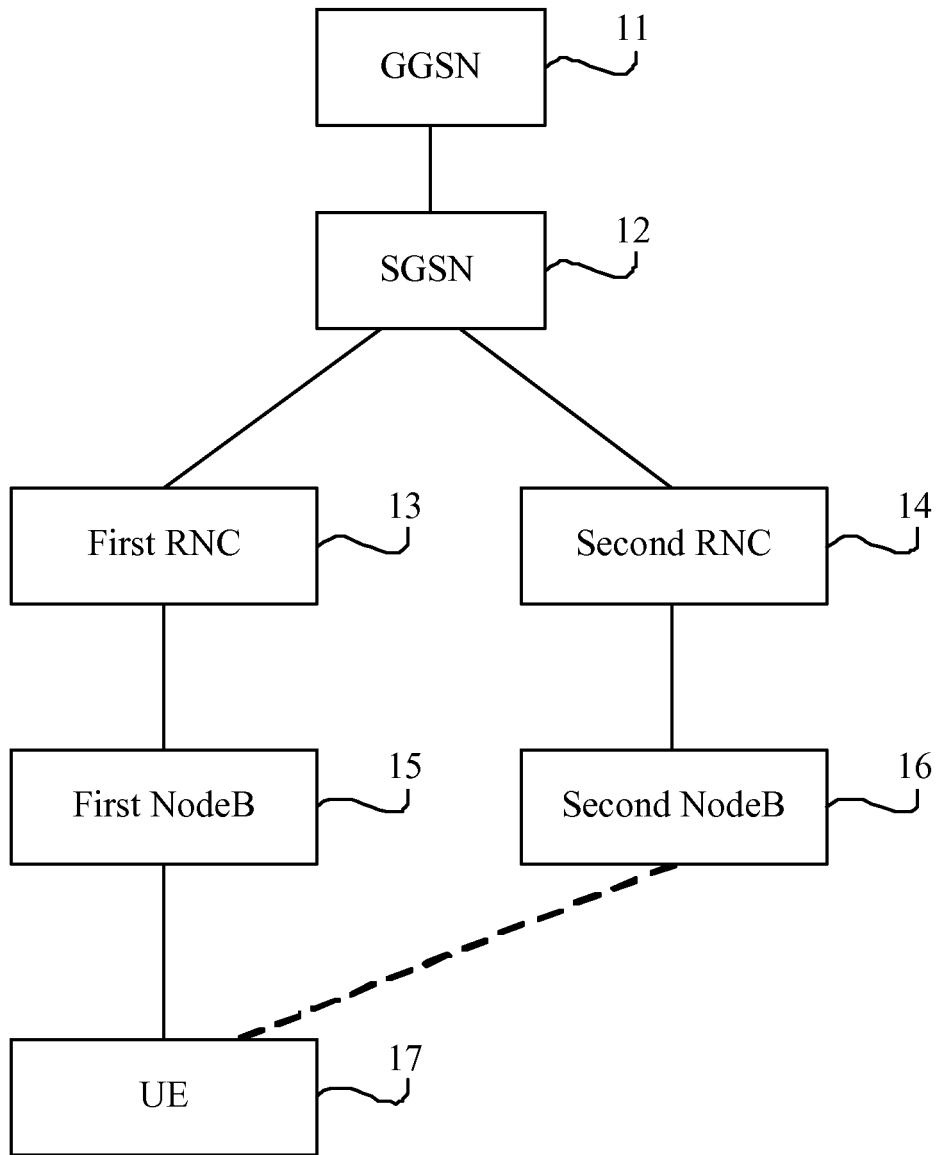 11
GGSN
12
SGSN
13
First RNC
14
Second RNC
15
First NodeB
16
Second NodeB
17
UE